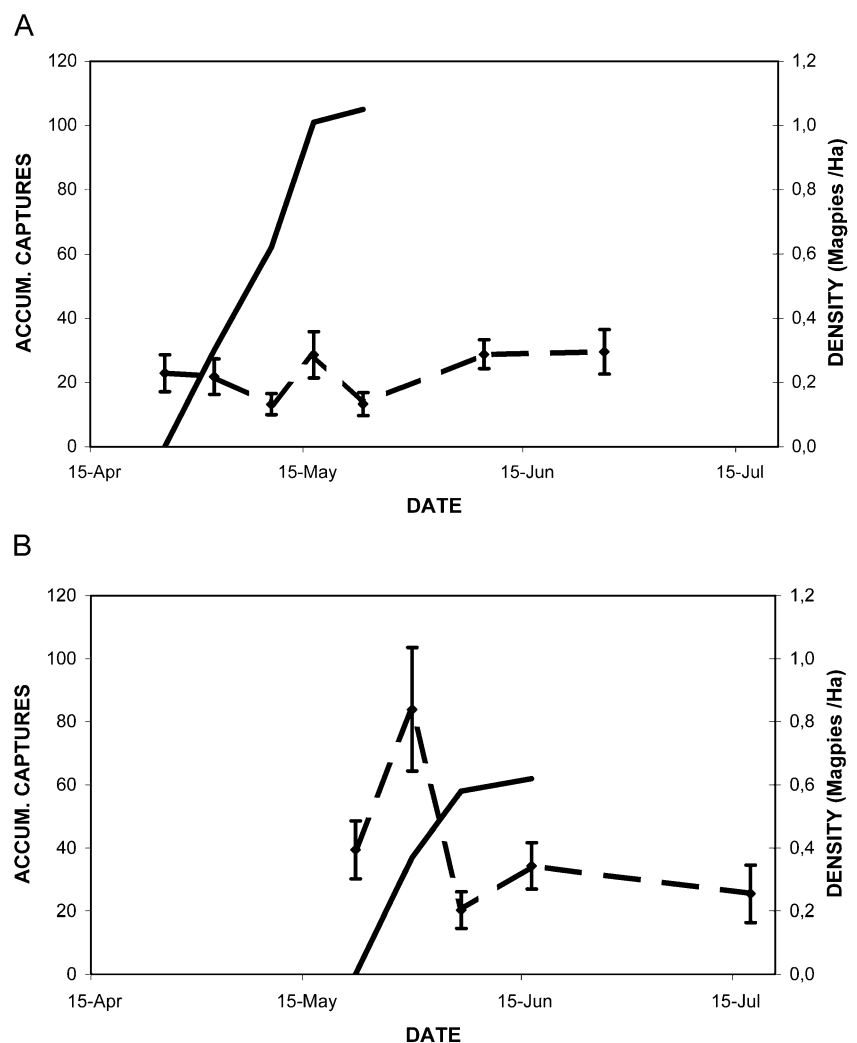 A
120
100
80
60
40
20
0
ACCUM. CAPTURES
1,2
1,0
0,8
0,6
0,4
0,2
0,0
DENSITY (Magpies /Ha)
15-Apr 15-May 15-Jun 15-Jul
DATE
B
120
100
80
60
40
20
0
ACCUM. CAPTURES
1,2
1,0
0,8
0,6
0,4
0,2
0,0
DENSITY (Magpies /Ha)
15-Apr 15-May 15-Jun 15-Jul
DATE